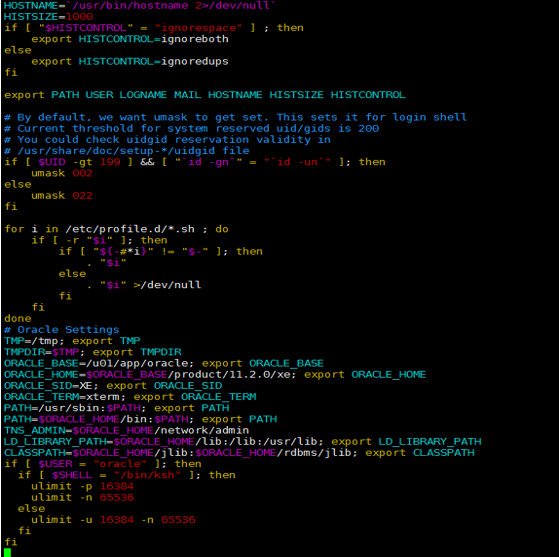 HOSTNAME=`/usr/bin/hostname 2>/dev/null`
HISTSIZE=1000
if [ "$HISTCONTROL" = "ignorespace" ] ; then
    export HISTCONTROL=ignoreboth
else
    export HISTCONTROL=ignoredups
fi

export PATH USER LOGNAME MAIL HOSTNAME HISTSIZE HISTCONTROL

# By default, we want umask to get set. This sets it for login shell
# Current threshold for system reserved uid/gids is 200
# You could check uidgid reservation validity in
# /usr/share/doc/setup-*/uidgid file
if [ $UID -gt 199 ] && [ "`id -gn`" = "`id -un`" ]; then
    umask 002
else
    umask 022
fi

for i in /etc/profile.d/*.sh ; do
    if [ -r "$i" ]; then
        if [ "${-#*i}" != "$-" ]; then
            . "$i"
        else
            . "$i" >/dev/null
        fi
    fi
done
# Oracle Settings
TMP=/tmp; export TMP
TMPDIR=$TMP; export TMPDIR
ORACLE_BASE=/u01/app/oracle; export ORACLE_BASE
ORACLE_HOME=$ORACLE_BASE/product/11.2.0/xe; export ORACLE_HOME
ORACLE_SID=XE; export ORACLE_SID
ORACLE_TERM=xterm; export ORACLE_TERM
PATH=/usr/sbin:$PATH; export PATH
PATH=$ORACLE_HOME/bin:$PATH; export PATH
TNS_ADMIN=$ORACLE_HOME/network/admin
LD_LIBRARY_PATH=$ORACLE_HOME/lib:/lib:/usr/lib; export LD_LIBRARY_PATH
CLASSPATH=$ORACLE_HOME/jlib:$ORACLE_HOME/rdbms/jlib; export CLASSPATH
if [ $USER = "oracle" ]; then
  if [ $SHELL = "/bin/ksh" ]; then
    ulimit -p 16384
    ulimit -n 65536
  else
    ulimit -u 16384 -n 65536
  fi
fi